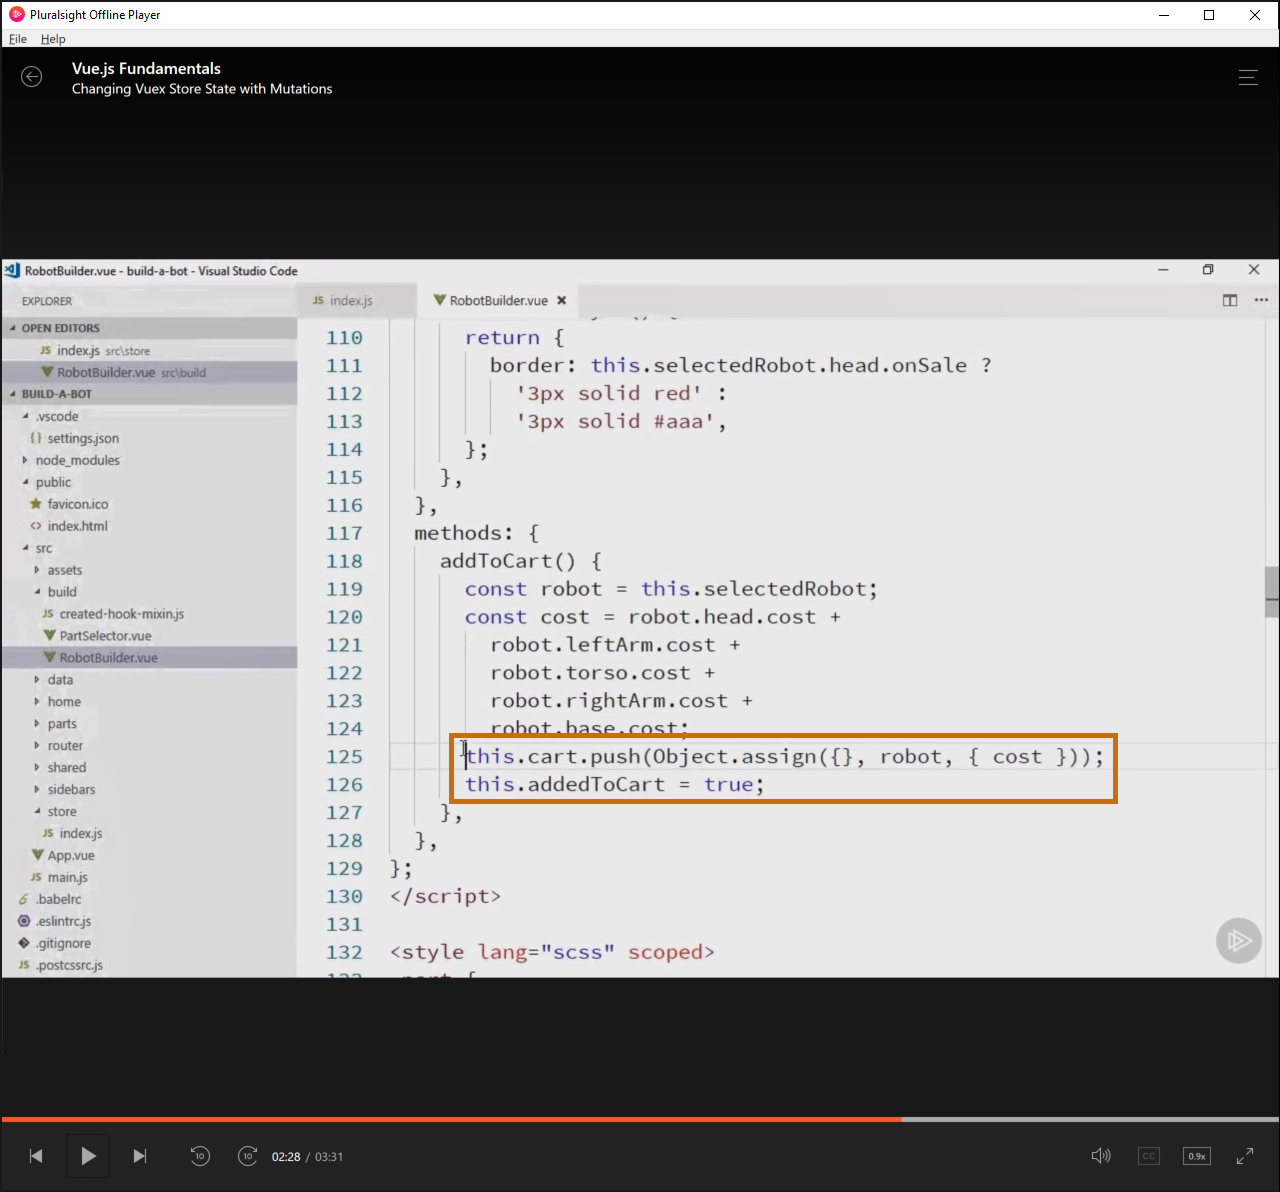 Pluralsight Offline Player
File Help
Vue.js Fundamentals
Changing Vuex Store State with Mutations
RobotBuilder.vue - build-a-bot - Visual Studio Code
EXPLORER
JS index.js
RobotBuilder.vue
OPEN EDITORS
JS index.js src\store
RobotBuilder.vue src\build
BUILD-A-BOT
.vscode
{} settings.json
node_modules
public
favicon.ico
<> index.html
src
assets
build
JS created-hook-mixin.js
PartSelector.vue
RobotBuilder.vue
data
home
parts
router
shared
sidebars
store
JS index.js
App.vue
JS main.js
.babelrc
.eslintrc.js
.gitignore
JS .postcssrc.js
110 return {
111 border: this.selectedRobot.head.onSale ?
112 '3px solid red' :
113 '3px solid #aaa',
114 };
115 },
116 },
117 methods: {
118 addToCart() {
119 const robot = this.selectedRobot;
120 const cost = robot.head.cost +
121 robot.leftArm.cost +
122 robot.torso.cost +
123 robot.rightArm.cost +
124 robot.base.cost;
125 this.cart.push(Object.assign({}, robot, { cost }));
126 this.addedToCart = true;
127 },
128 },
129 };
130 </script>
131
132 <style lang="scss" scoped>
10 10 02:28 / 03:31 CC 0.9x